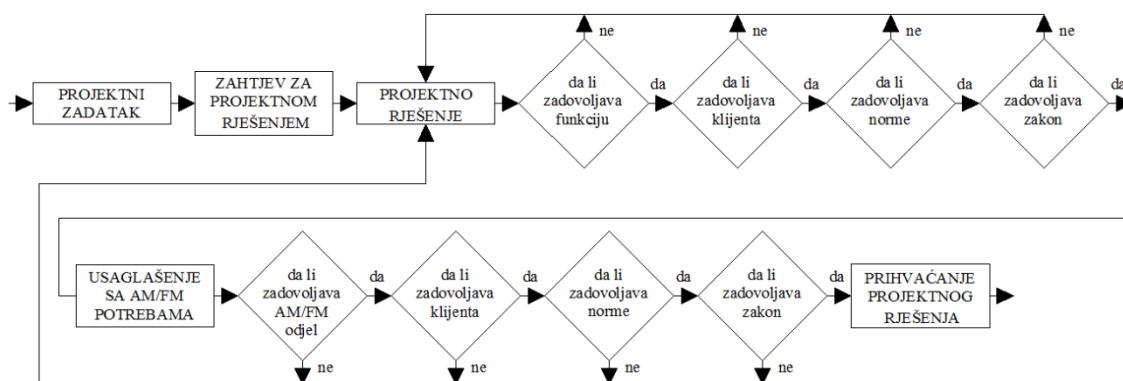 ne
ne
ne
ne
PROJEKTNI
ZADATAK
ZAHTJEV ZA
PROJEKTNOM
RJEŠENJEM
PROJEKTNO
RJEŠENJE
da li
zadovoljava
funkciju
da
da li
zadovoljava
klijenta
da
da li
zadovoljava
norme
da
da li
zadovoljava
zakon
da
USAGLAŠENJE
SA AM/FM
POTREBAMA
da li
zadovoljava
AM/FM
odjel
da
da li
zadovoljava
klijenta
da
da li
zadovoljava
norme
da
da li
zadovoljava
zakon
da
PRIHVAĆANJE
PROJEKTNOG
RJEŠENJA
ne
ne
ne
ne